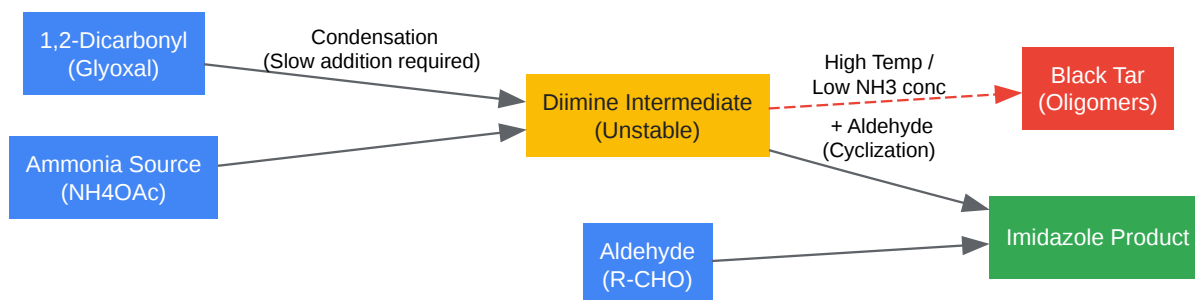 1,2-Dicarbonyl
(Glyoxal)
Condensation
(Slow addition required)
Ammonia Source
(NH4OAc)
Diimine Intermediate
(Unstable)
High Temp /
Low NH3 conc
Black Tar
(Oligomers)
+ Aldehyde
(Cyclization)
Aldehyde
(R-CHO)
Imidazole Product